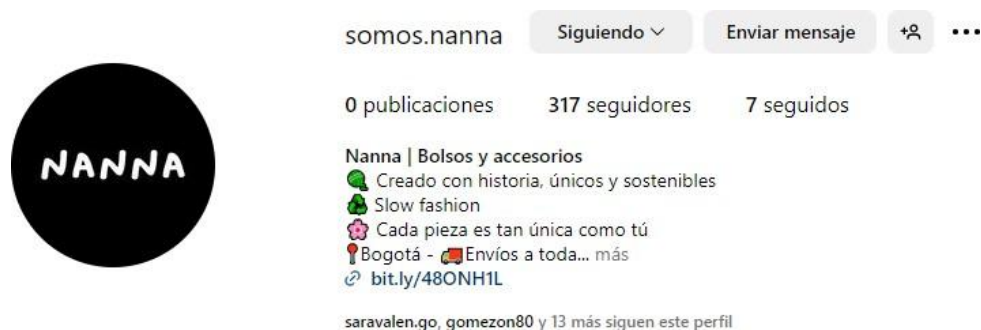 somos.nanna Siguiendo Enviar mensaje
0 publicaciones 317 seguidores 7 seguidos
NANNA
Nanna | Bolsos y accesorios
Creado con historia, únicos y sostenibles
Slow fashion
Cada pieza es tan única como tú
Bogotá - Envíos a toda... más
bit.ly/48ONH1L
saravalen.go, gomezon80 y 13 más siguen este perfil